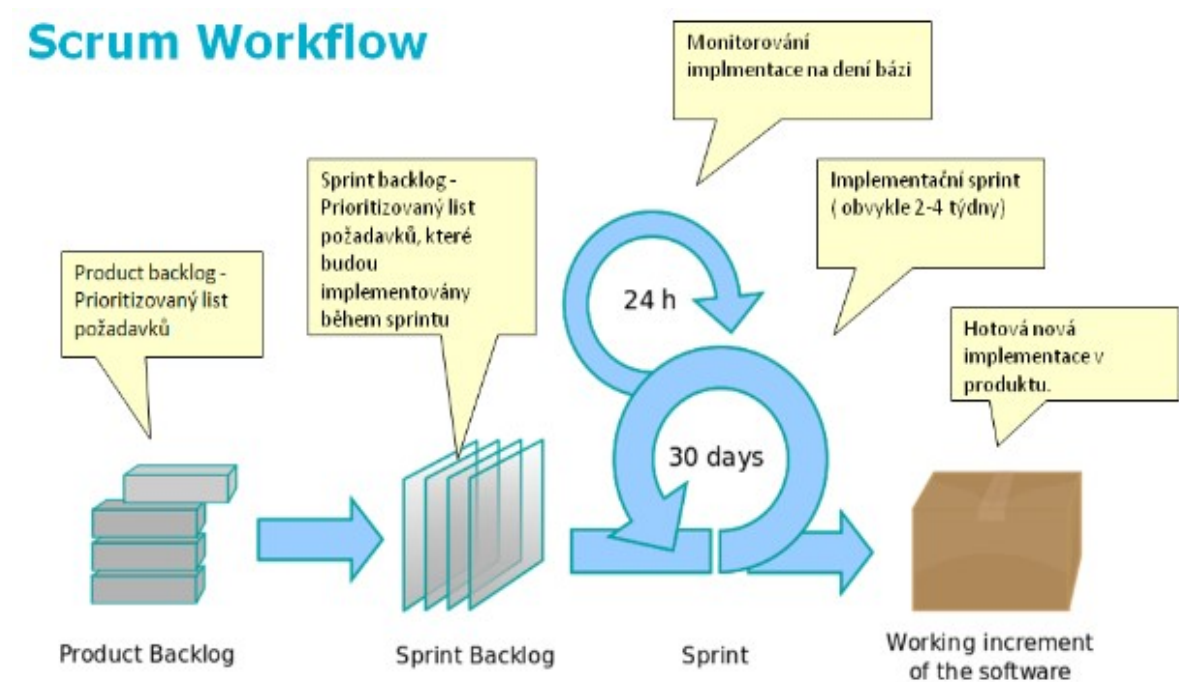 Scrum Workflow
Monitorování
implmentace na dení bázi
Sprint backlog -
Prioritizovaný list
požadavků, které
budou
implementovány
během sprintu
Implementační sprint
( obvykle 2-4 týdny)
Product backlog -
Prioritizovaný list
požadavků
24 h
Hotová nová
implementace v
produktu.
30 days
Product Backlog
Sprint Backlog
Sprint
Working increment
of the software